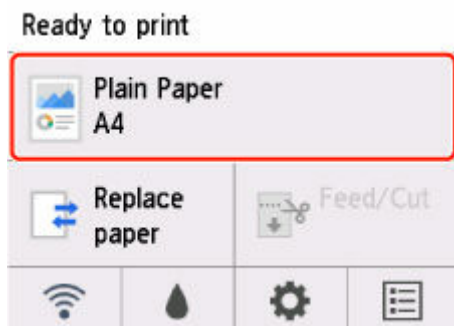 Ready to print
Plain Paper
A4
Replace
paper
Feed/Cut